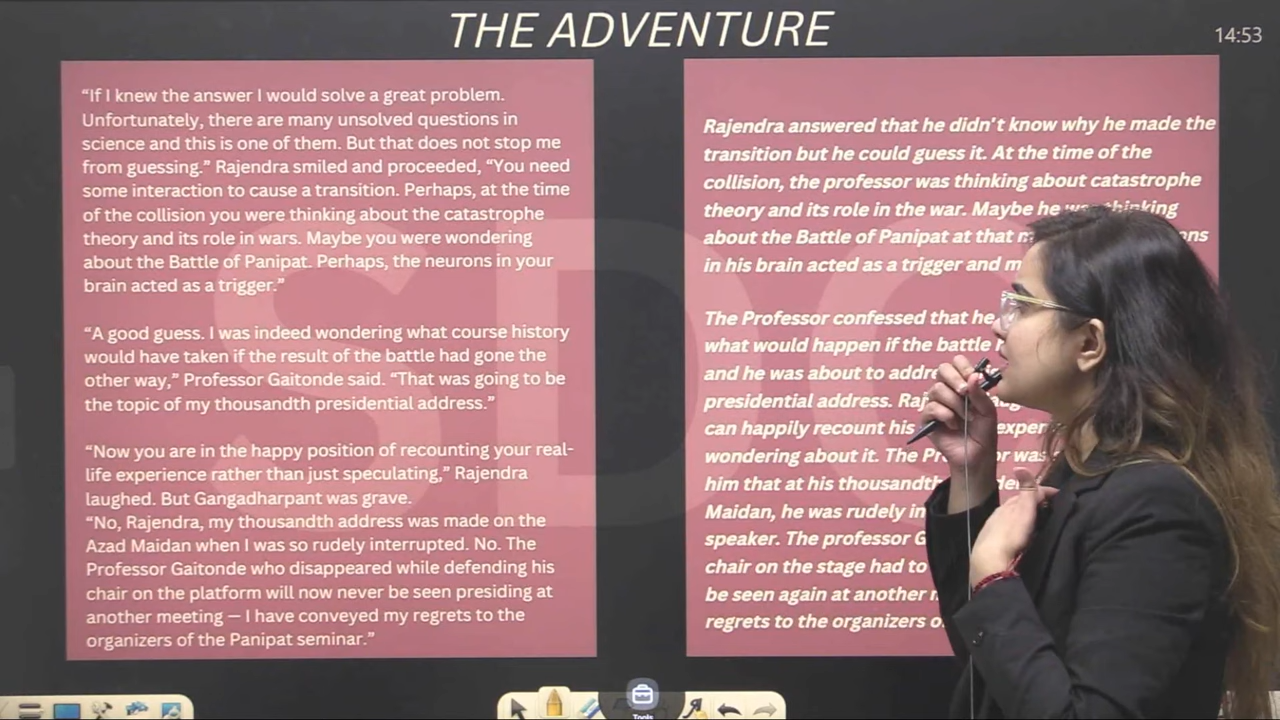 THE ADVENTURE
14:53
“If I knew the answer I would solve a great problem.
Unfortunately, there are many unsolved questions in
science and this is one of them. But that does not stop me
from guessing.” Rajendra smiled and proceeded, “You need
some interaction to cause a transition. Perhaps, at the time
of the collision you were thinking about the catastrophe
theory and its role in wars. Maybe you were wondering
about the Battle of Panipat. Perhaps, the neurons in your
brain acted as a trigger.”
“A good guess. I was indeed wondering what course history
would have taken if the result of the battle had gone the
other way,” Professor Gaitonde said. “That was going to be
the topic of my thousandth presidential address.”
“Now you are in the happy position of recounting your real-
life experience rather than just speculating,” Rajendra
laughed. But Gangadharpant was grave.
“No, Rajendra, my thousandth address was made on the
Azad Maidan when I was so rudely interrupted. No. The
Professor Gaitonde who disappeared while defending his
chair on the platform will now never be seen presiding at
another meeting — I have conveyed my regrets to the
organizers of the Panipat seminar.”
Rajendra answered that he didn't know why he made the
transition but he could guess it. At the time of the
collision, the professor was thinking about catastrophe
theory and its role in the war. Maybe he was thinking
about the Battle of Panipat at that
in his brain acted as a trigger and
The Professor confessed that he
what would happen if the battle
and he was about to
presidential address.
can happily recount his
wondering about it. The
him that at his thousandth
Maidan, he was rudely
speaker. The professor
chair on the stage had to
be seen again at another
regrets to the organizers
SDC
Tools